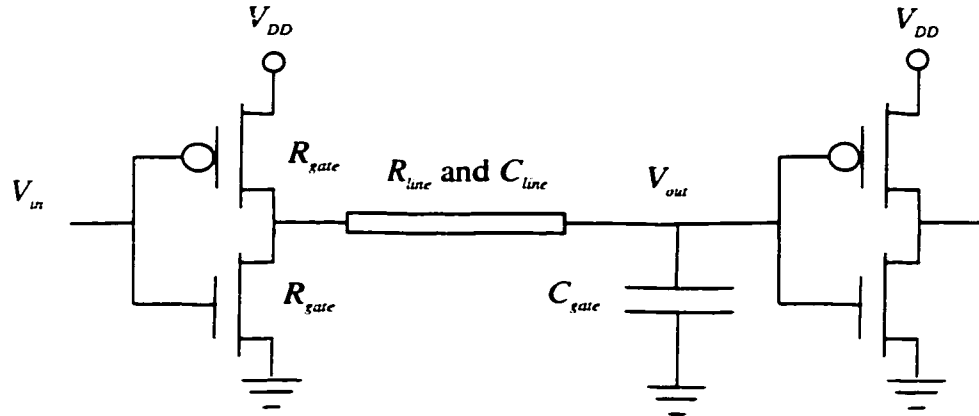 V_DD
V_DD
R_gate
R_line and C_line
V_out
V_in
R_gate
C_gate